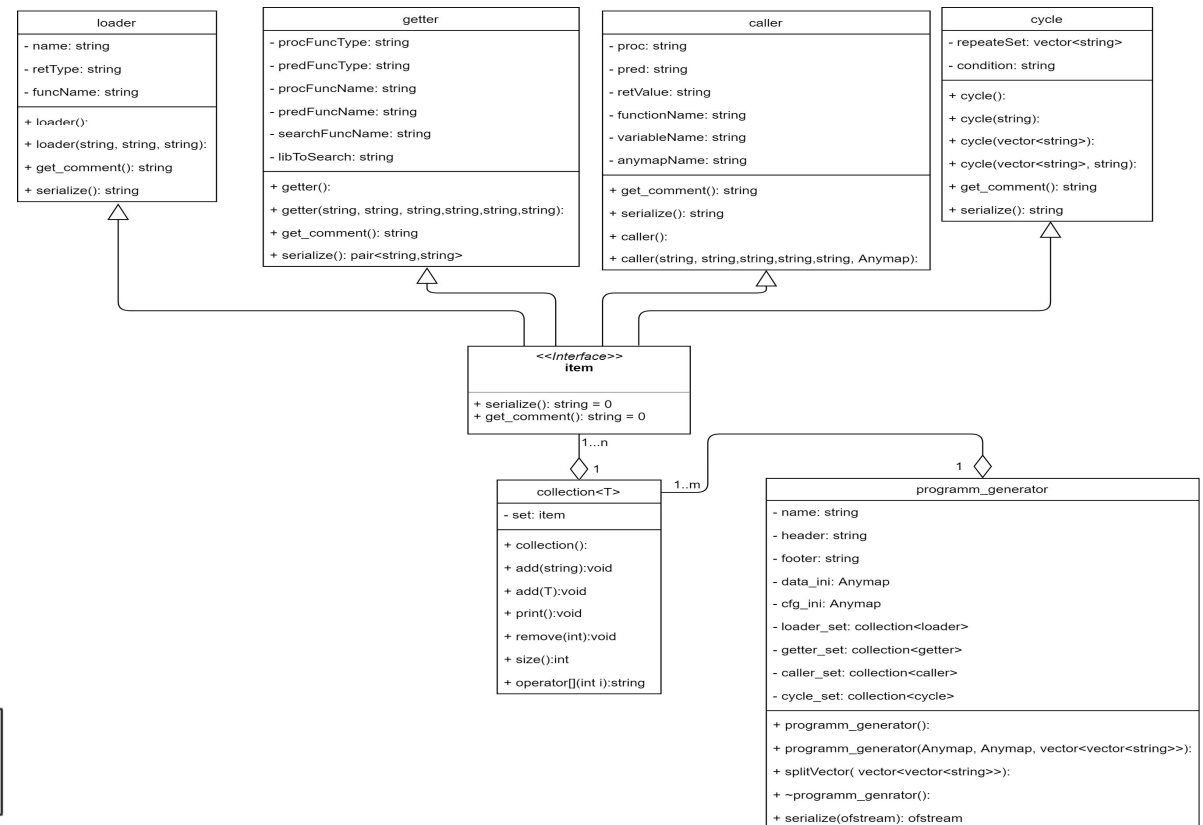 loader
- name: string
- retType: string
- funcName: string
+ loader():
+ loader(string, string, string):
+ get_comment(): string
+ serialize(): string
getter
- procFuncType: string
- predFuncType: string
- procFuncName: string
- predFuncName: string
- searchFuncName: string
- libToSearch: string
+ getter():
+ getter(string, string, string,string,string,string):
+ get_comment(): string
+ serialize(): pair<string,string>
caller
- proc: string
- pred: string
- retValue: string
- functionName: string
- variableName: string
- anymapName: string
+ get_comment(): string
+ serialize(): string
+ caller():
+ caller(string, string,string,string,string, Anymap):
cycle
- repeateSet: vector<string>
- condition: string
+ cycle():
+ cycle(string):
+ cycle(vector<string>):
+ cycle(vector<string>, string):
+ get_comment(): string
+ serialize(): string
<<Interface>>
item
+ serialize(): string = 0
+ get_comment(): string = 0
1...n
1
collection<T>
- set: item
+ collection():
+ add(string):void
+ add(T):void
+ print():void
+ remove(int):void
+ size():int
+ operator[](int i):string
1..m
1
programm_generator
- name: string
- header: string
- footer: string
- data_ini: Anymap
- cfg_ini: Anymap
- loader_set: collection<loader>
- getter_set: collection<getter>
- caller_set: collection<caller>
- cycle_set: collection<cycle>
+ programm_generator():
+ programm_generator(Anymap, Anymap, vector<vector<string>>):
+ splitVector( vector<vector<string>>):
+ ~programm_genrator():
+ serialize(ofstream): ofstream